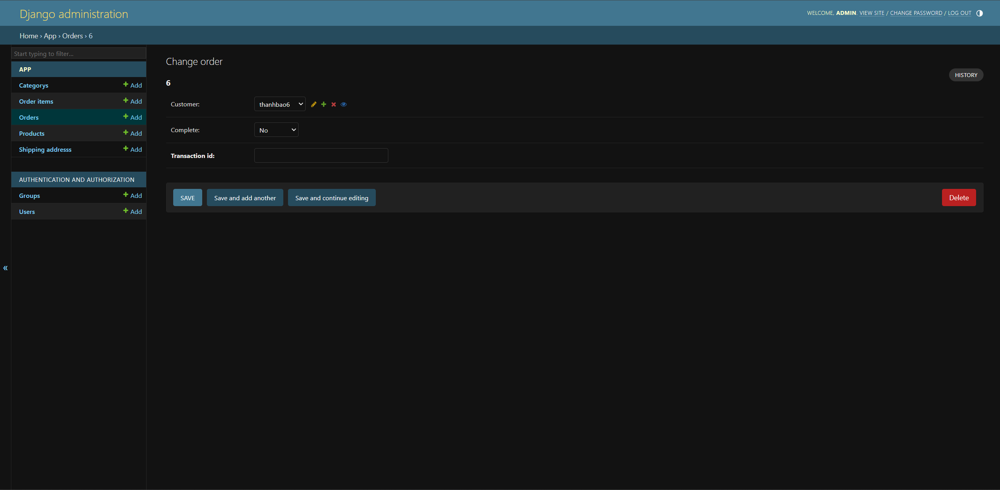 Django administration
WELCOME, ADMIN. VIEW SITE / CHANGE PASSWORD / LOG OUT
Home › App › Orders › 6
Start typing to filter...
APP
Categorys Add
Order items Add
Orders Add
Products Add
Shipping addresss Add
AUTHENTICATION AND AUTHORIZATION
Groups Add
Users Add
«
Change order
HISTORY
6
Customer: thanhbao6
Complete: No
Transaction id:
SAVE Save and add another Save and continue editing Delete